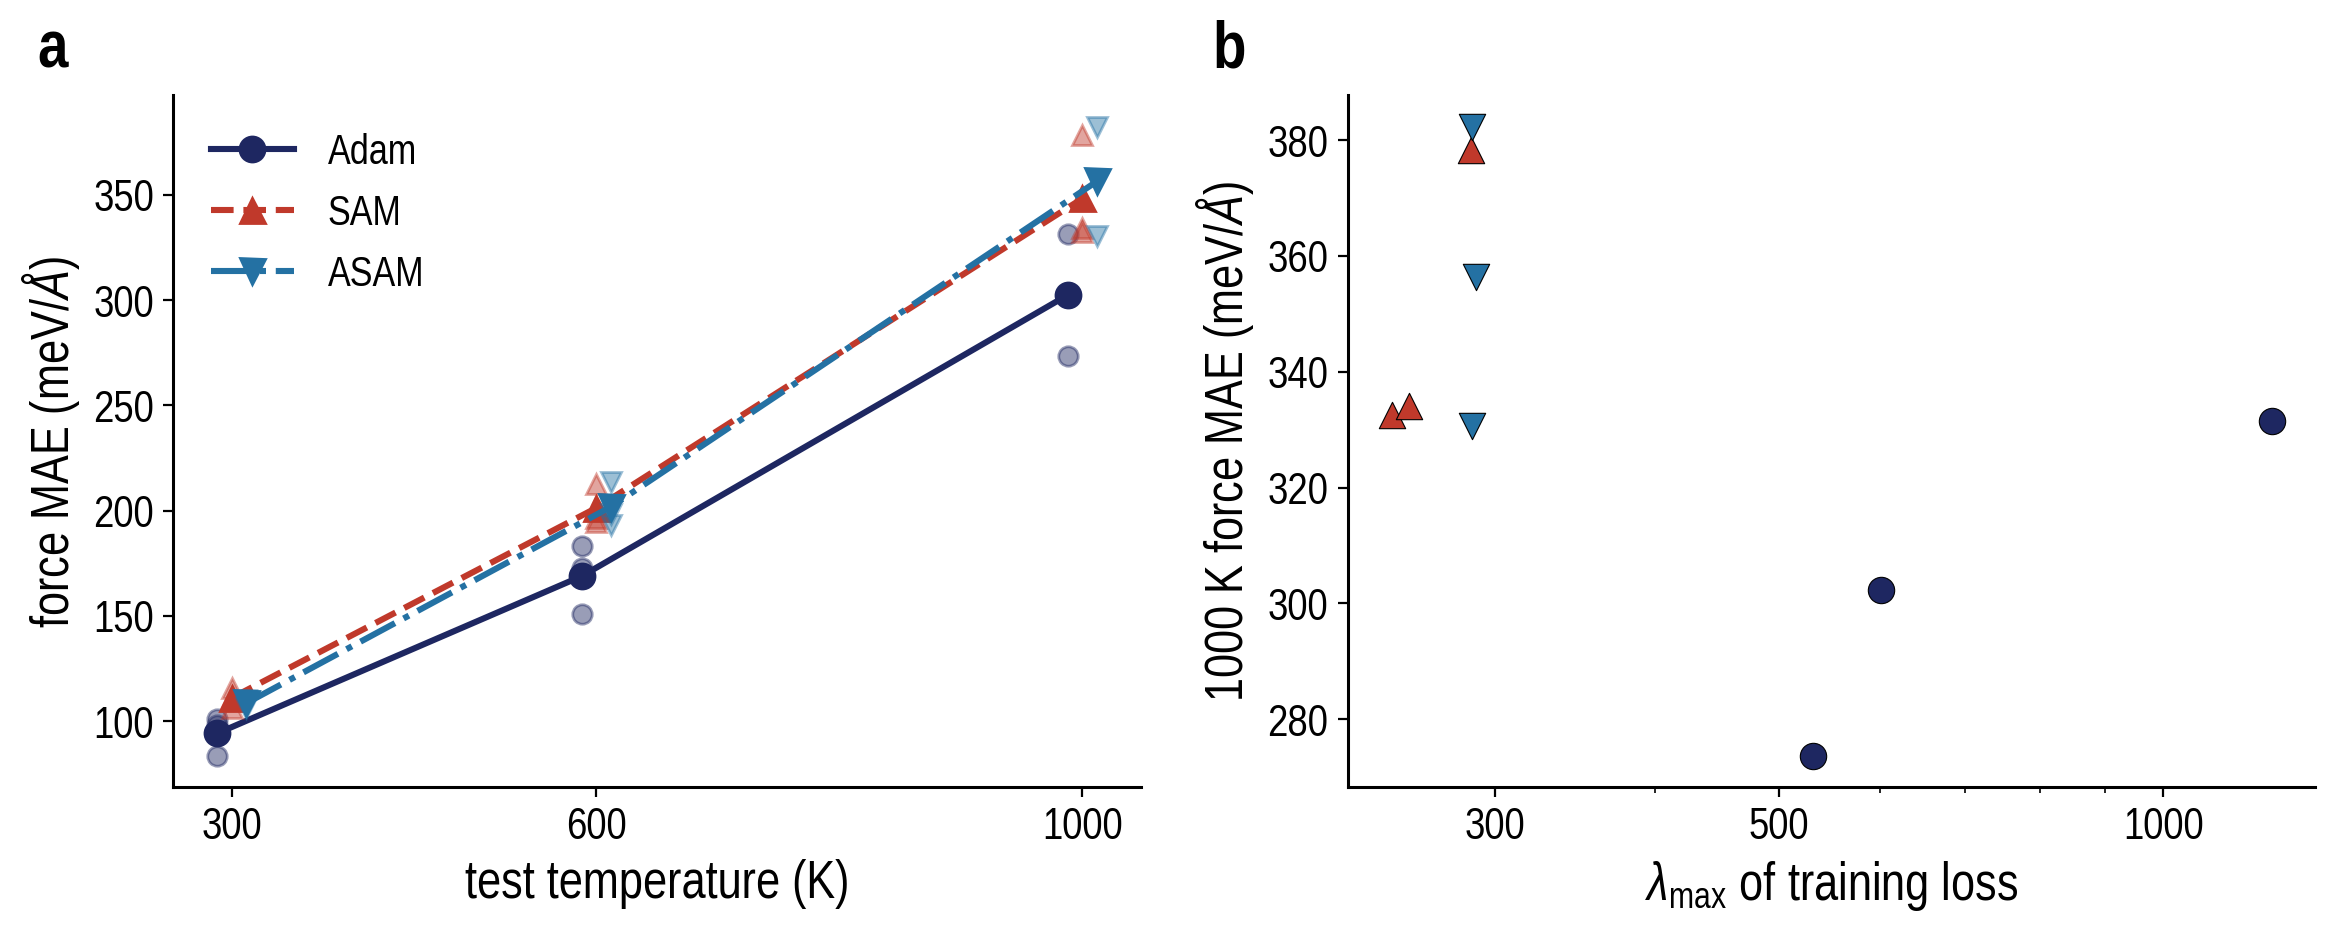 a
Adam
SAM
ASAM
force MAE (meV/Å)
350
300
250
200
150
100
300
600
1000
test temperature (K)
b
1000 K force MAE (meV/Å)
380
360
340
320
300
280
300
500
1000
λmax of training loss